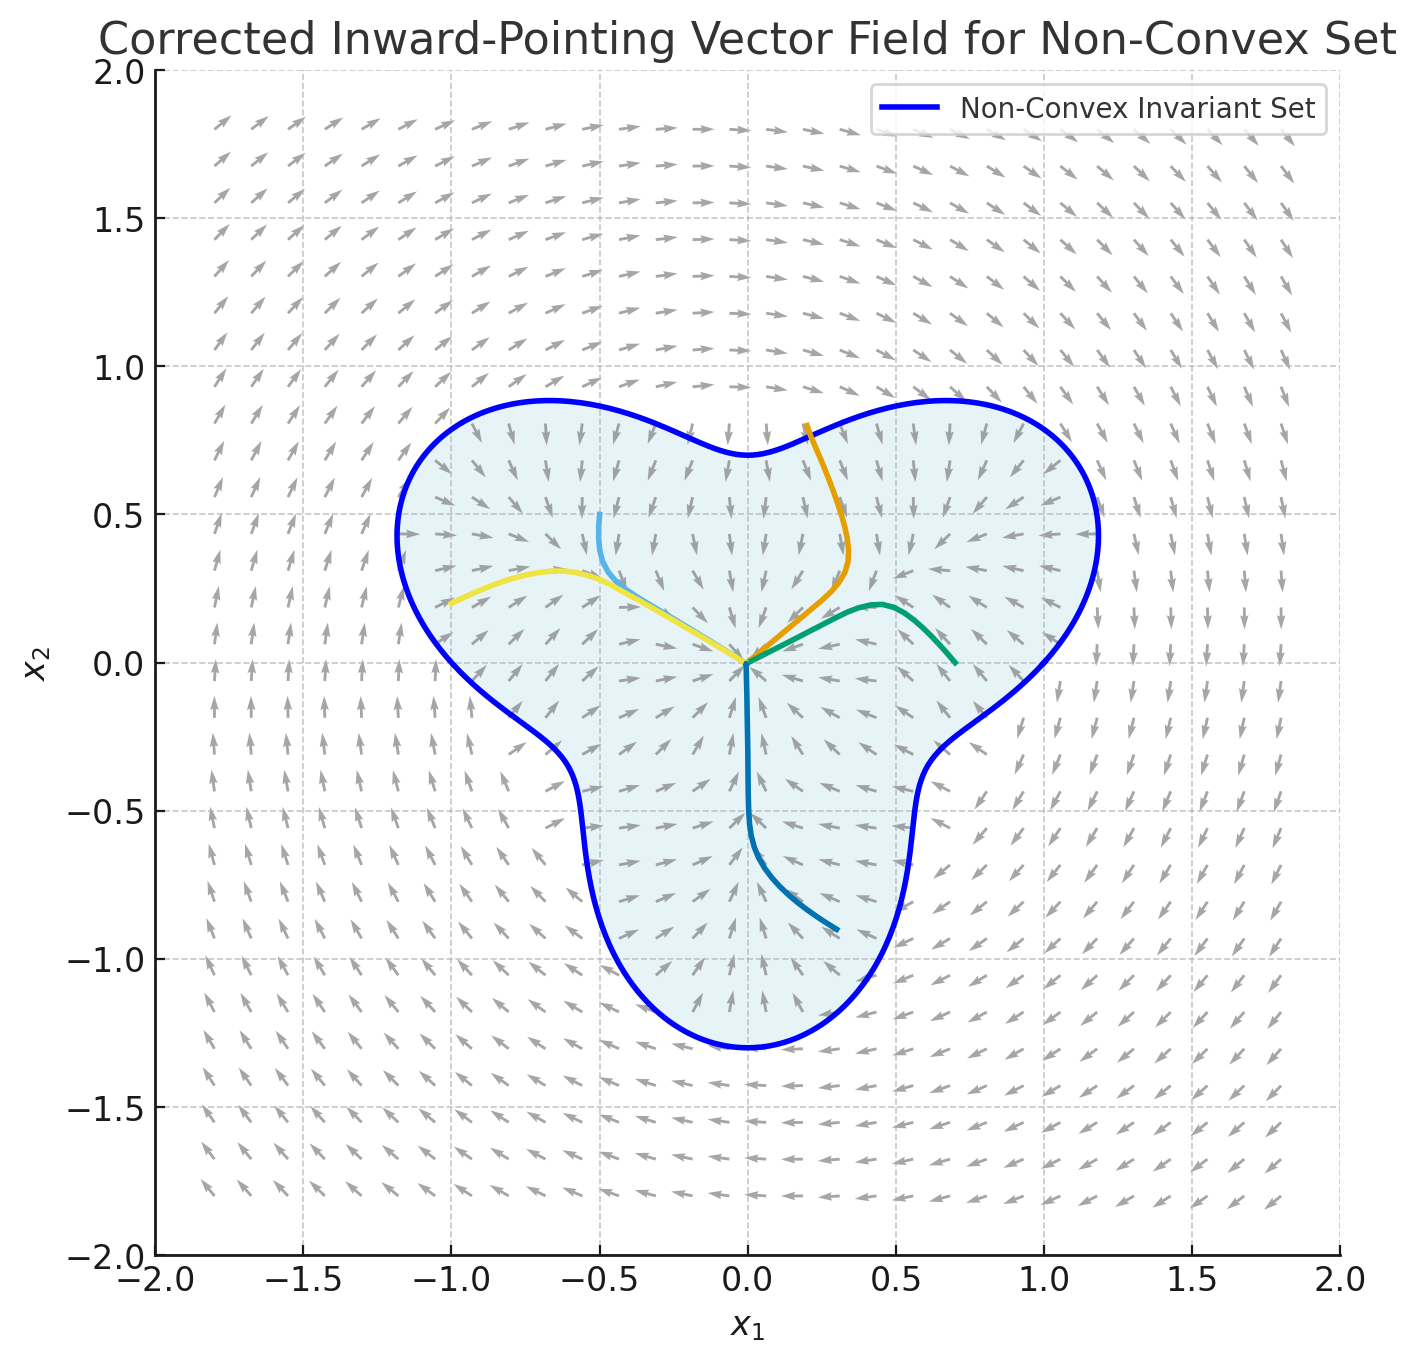 Corrected Inward-Pointing Vector Field for Non-Convex Set
Non-Convex Invariant Set
2.0
1.5
1.0
0.5
0.0
−0.5
−1.0
−1.5
−2.0
x₂
−2.0 −1.5 −1.0 −0.5 0.0 0.5 1.0 1.5 2.0
x₁